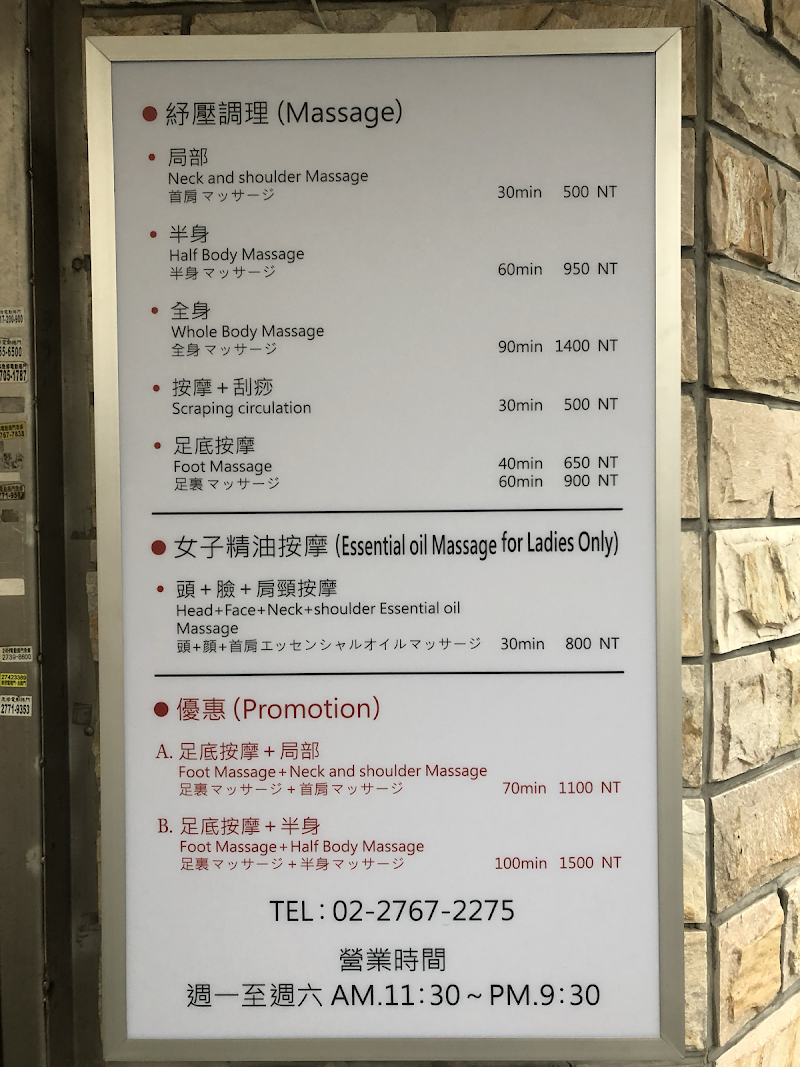 ● 紓壓調理 (Massage)
• 局部
Neck and shoulder Massage
首肩マッサージ 30min 500 NT
• 半身
Half Body Massage
半身マッサージ 60min 950 NT
• 全身
Whole Body Massage
全身マッサージ 90min 1400 NT
• 按摩+刮痧
Scraping circulation 30min 500 NT
• 足底按摩
Foot Massage 40min 650 NT
足裏マッサージ 60min 900 NT
● 女子精油按摩 (Essential oil Massage for Ladies Only)
• 頭+臉+肩頸按摩
Head+Face+Neck+shoulder Essential oil
Massage
頭+顔+首肩エッセンシャルオイルマッサージ 30min 800 NT
● 優惠 (Promotion)
A. 足底按摩+局部
Foot Massage+Neck and shoulder Massage
足裏マッサージ+首肩マッサージ 70min 1100 NT
B. 足底按摩+半身
Foot Massage+Half Body Massage
足裏マッサージ+半身マッサージ 100min 1500 NT
TEL:02-2767-2275
營業時間
週一至週六 AM.11:30~PM.9:30
2739-8600
27423389
2771-9353